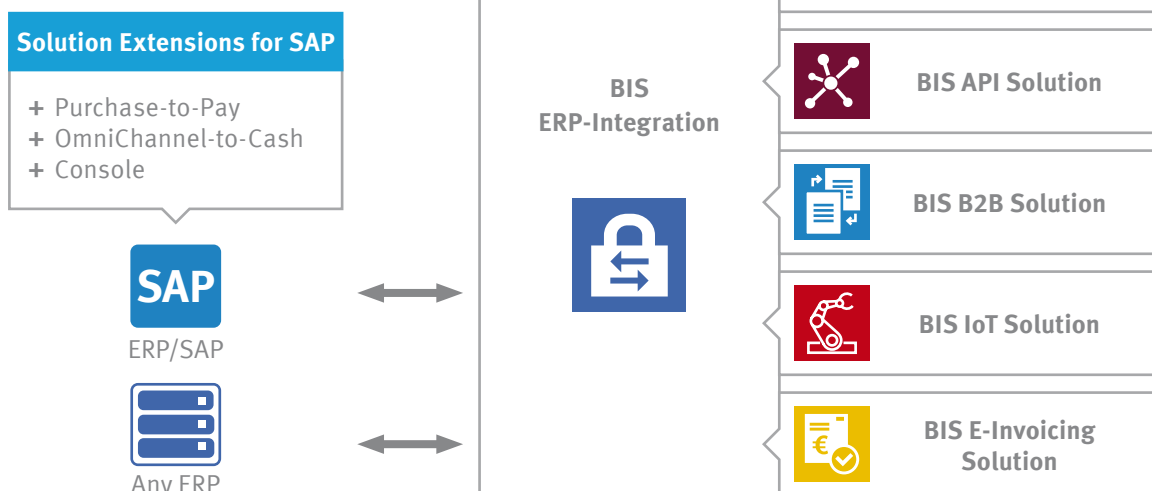 Solution Extensions for SAP
+ Purchase-to-Pay
+ OmniChannel-to-Cash
+ Console
SAP
ERP/SAP
Any ERP
BIS
ERP-Integration
BIS API Solution
BIS B2B Solution
BIS IoT Solution
€
BIS E-Invoicing
Solution